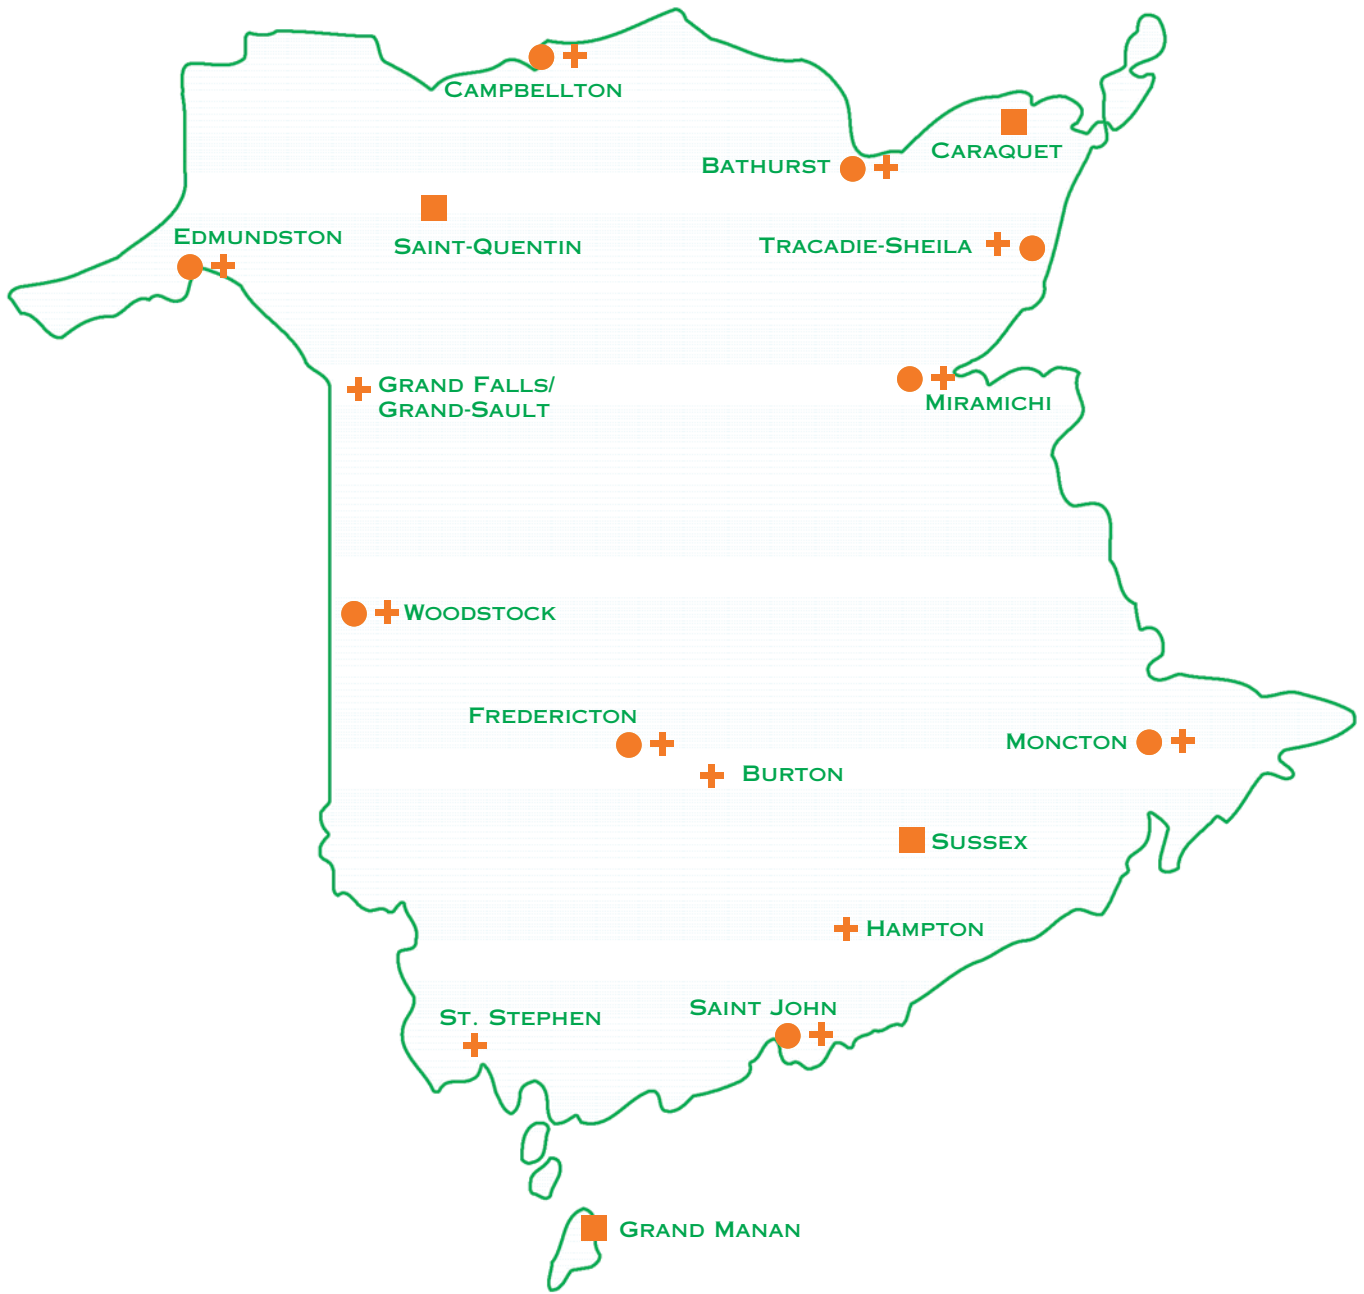 Campbellton
Caraquet
Bathurst
Edmundston
Saint-Quentin
Tracadie-Sheila
Grand Falls/
Grand-Sault
Miramichi
Woodstock
Fredericton
Moncton
Burton
Sussex
Hampton
Saint John
St. Stephen
Grand Manan